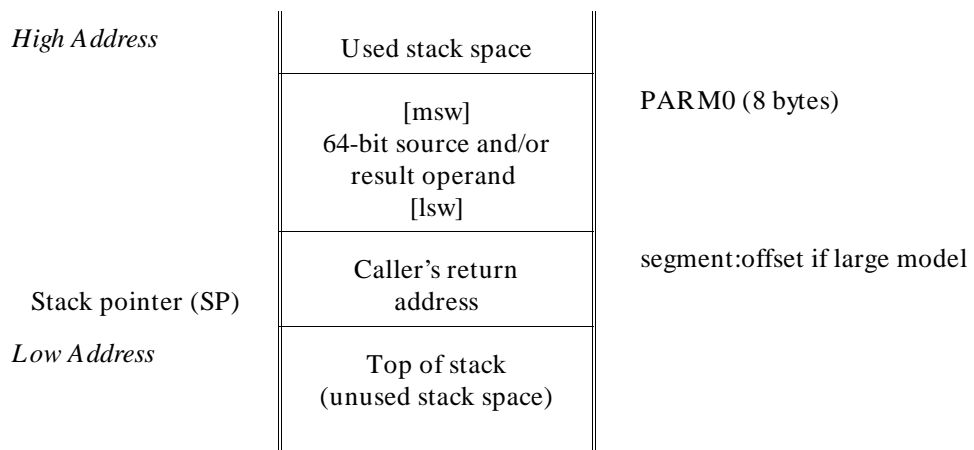 High Address
Used stack space
[msw]
64-bit source and/or
result operand
[lsw]
PARM0 (8 bytes)
Caller's return
address
segment:offset if large model
Stack pointer (SP)
Low Address
Top of stack
(unused stack space)